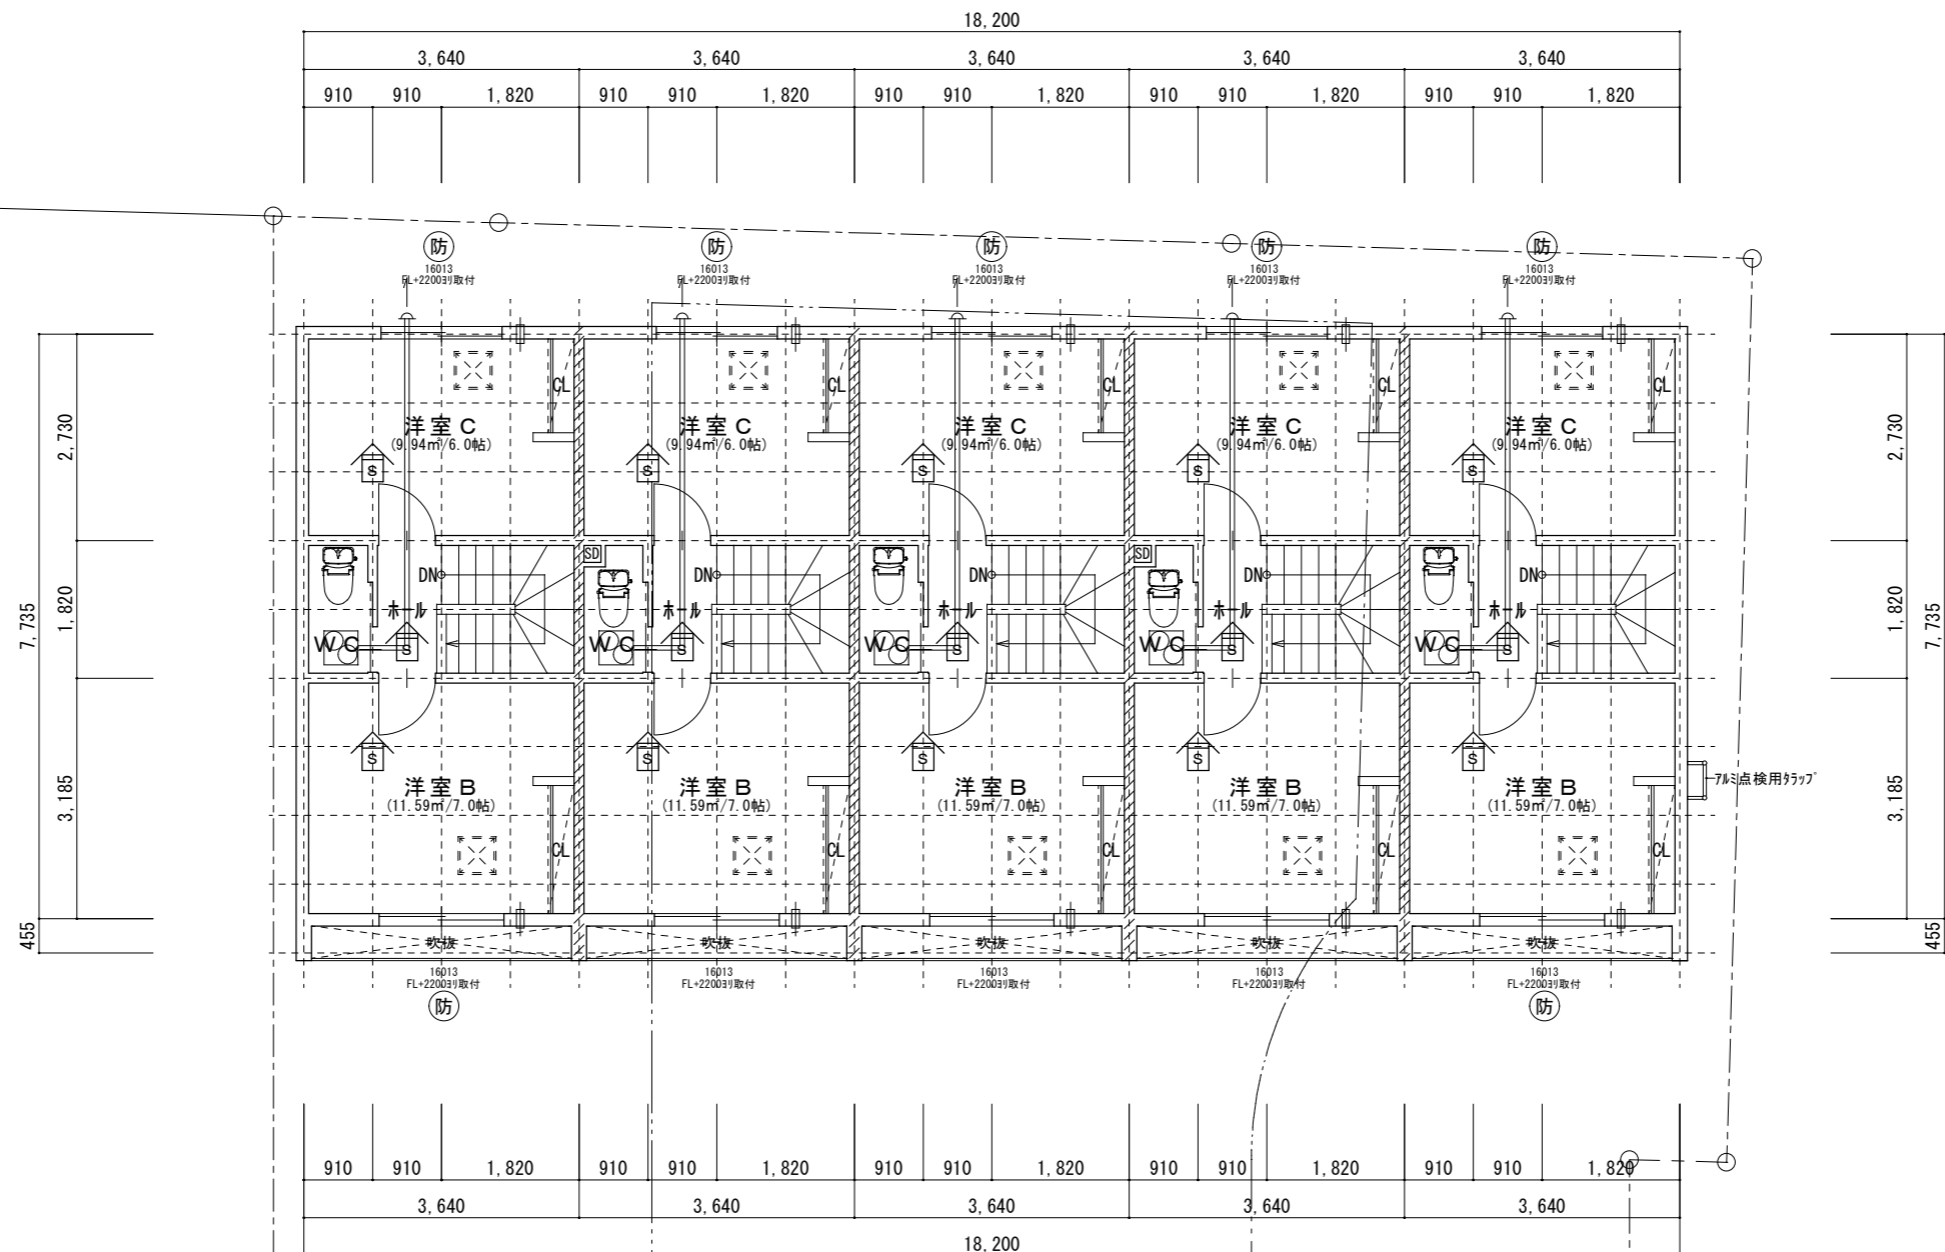 18,200
3,640 3,640 3,640 3,640 3,640
910 910 1,820 910 910 1,820 910 910 1,820 910 910 1,820 910 910 1,820
防 防 防 防 防
16013 16013 16013 16013 16013
FL+2200ヨリ取付 FL+2200ヨリ取付 FL+2200ヨリ取付 FL+2200ヨリ取付 FL+2200ヨリ取付
CL CL CL CL CL
2,730 2,730
洋室C 洋室C 洋室C 洋室C 洋室C
(9.94㎡/6.0帖) (9.94㎡/6.0帖) (9.94㎡/6.0帖) (9.94㎡/6.0帖) (9.94㎡/6.0帖)
S S S S S
SD SD
DN DN DN DN DN
7,735 1,820 1,820 7,735
ホール ホール ホール ホール ホール
WC WC WC WC WC
S S S S S
S S S S S
アルミ点検用タラップ
3,185 3,185
洋室B 洋室B 洋室B 洋室B 洋室B
(11.59㎡/7.0帖) (11.59㎡/7.0帖) (11.59㎡/7.0帖) (11.59㎡/7.0帖) (11.59㎡/7.0帖)
CL CL CL CL CL
455 455
吹抜 吹抜 吹抜 吹抜 吹抜
16013 16013 16013 16013 16013
FL+2200ヨリ取付 FL+2200ヨリ取付 FL+2200ヨリ取付 FL+2200ヨリ取付 FL+2200ヨリ取付
防 防
910 910 1,820 910 910 1,820 910 910 1,820 910 910 1,820 910 910 1,820
3,640 3,640 3,640 3,640 3,640
18,200